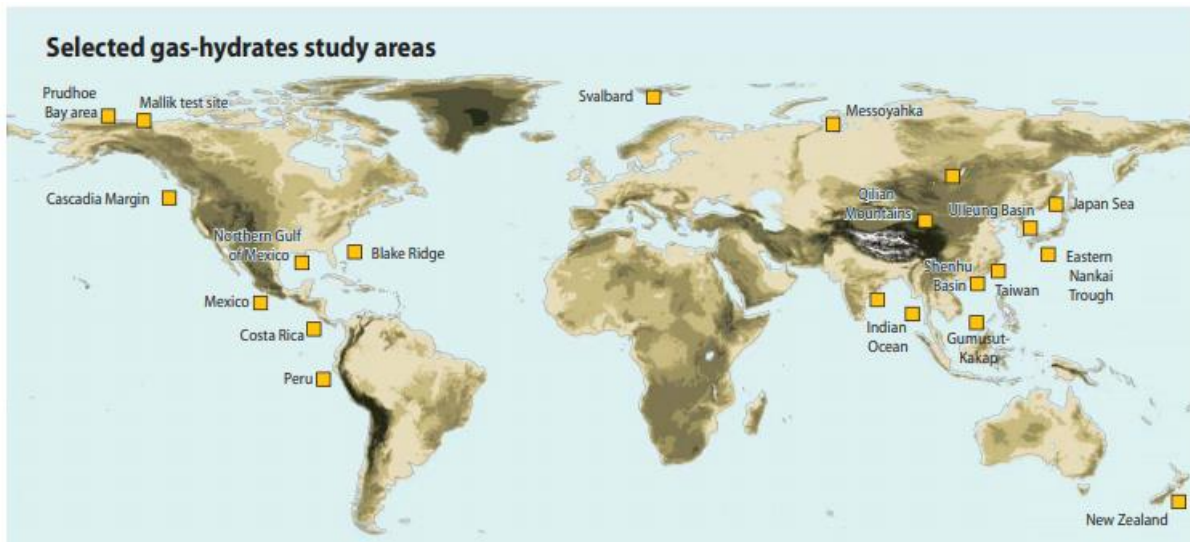 Selected gas-hydrates study areas
Prudhoe
Bay area
Mallik test site
Svalbard
Messoyahka
Cascadia Margin
Qilian
Mountains
Ulleung Basin
Japan Sea
Northern Gulf
of Mexico
Blake Ridge
Eastern
Nankai
Trough
Shenhu
Basin
Taiwan
Mexico
Costa Rica
Indian
Ocean
Gumusut-
Kakap
Peru
New Zealand